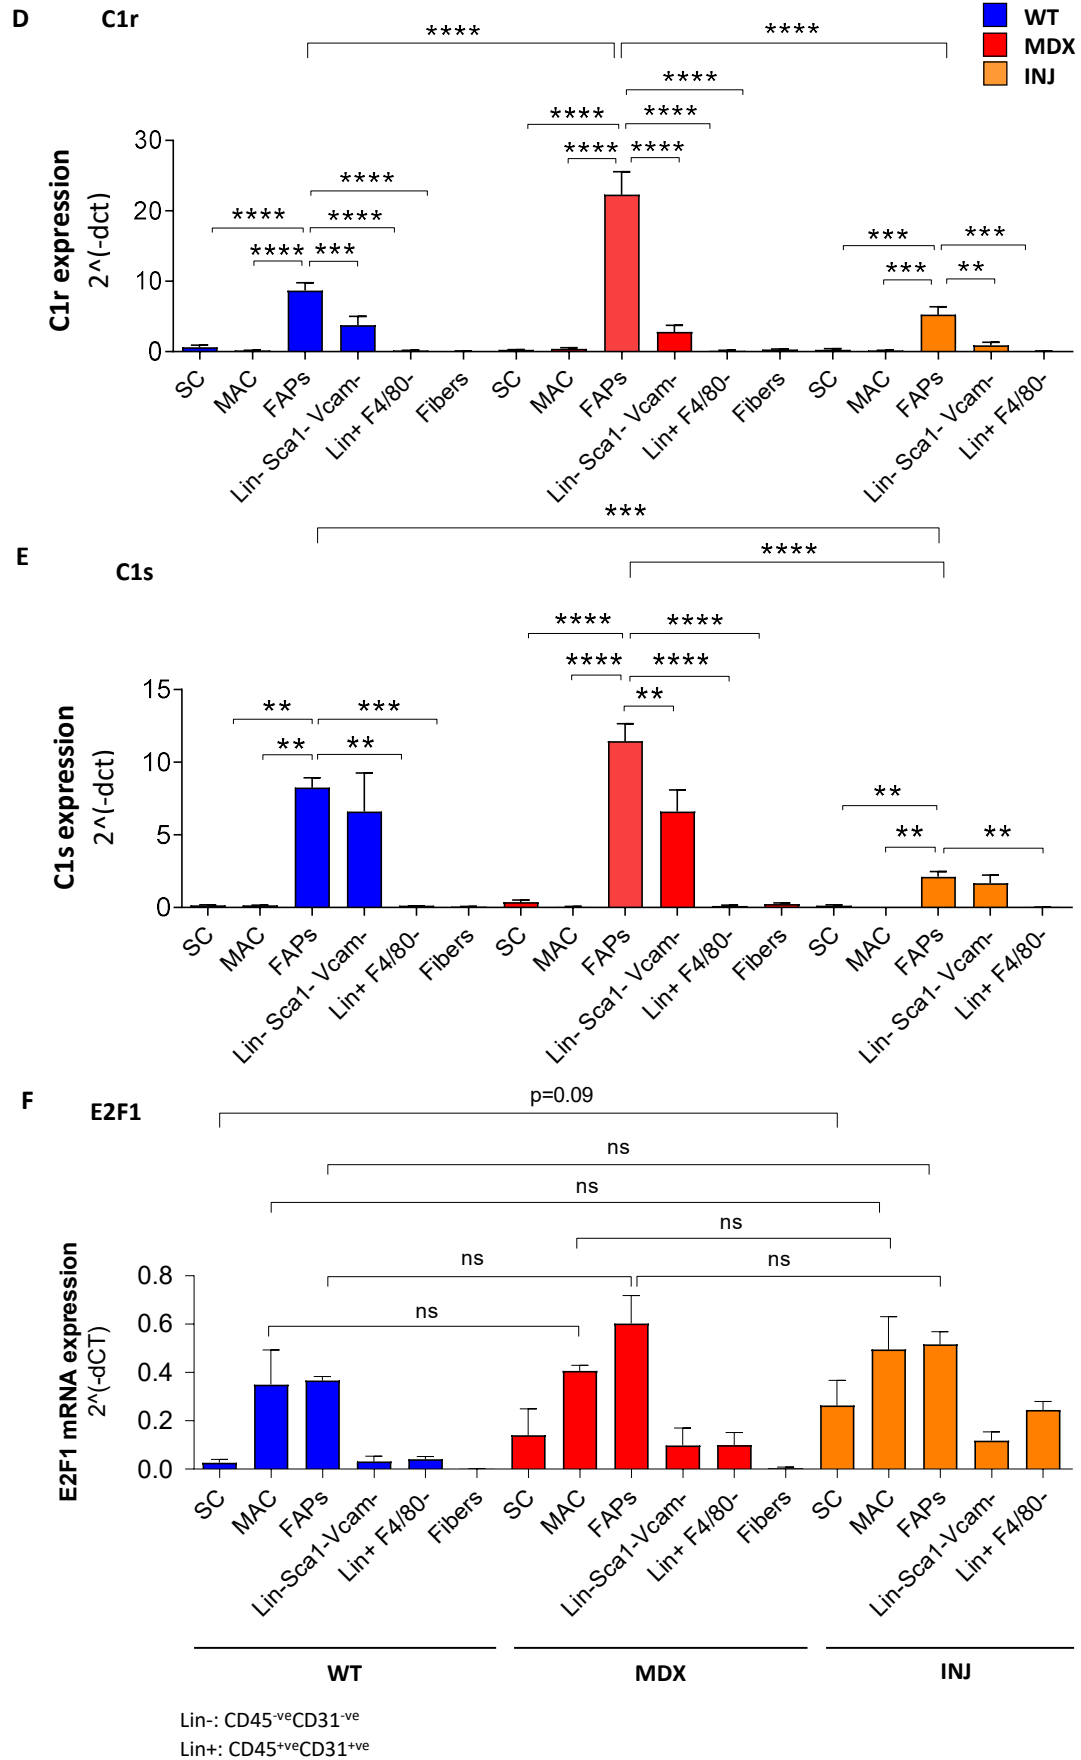 D
C1r
WT
MDX
INJ
**** ****
****
**** ****
**** ****
****
**** ****
**** ***
*** ***
*** **
C1r expression
2^(-dct)
30
20
10
0
SC MAC FAPs Lin- Sca1- Vcam- Lin+ F4/80- Fibers SC MAC FAPs Lin- Sca1- Vcam- Lin+ F4/80- Fibers SC MAC FAPs Lin- Sca1- Vcam- Lin+ F4/80-
***
****
E
C1s
**** ****
**** ****
**
** ***
** **
**
** **
C1s expression
2^(-dct)
15
10
5
0
SC MAC FAPs Lin- Sca1- Vcam- Lin+ F4/80- Fibers SC MAC FAPs Lin- Sca1- Vcam- Lin+ F4/80- Fibers SC MAC FAPs Lin- Sca1- Vcam- Lin+ F4/80-
F
E2F1
p=0.09
ns
ns
ns
ns ns
ns
E2F1 mRNA expression
2^(-dCT)
0.8
0.6
0.4
0.2
0.0
SC MAC FAPs Lin-Sca1-Vcam- Lin+ F4/80- Fibers SC MAC FAPs Lin-Sca1-Vcam- Lin+ F4/80- Fibers SC MAC FAPs Lin-Sca1-Vcam- Lin+ F4/80-
WT MDX INJ
Lin-: CD45-veCD31-ve
Lin+: CD45+veCD31+ve